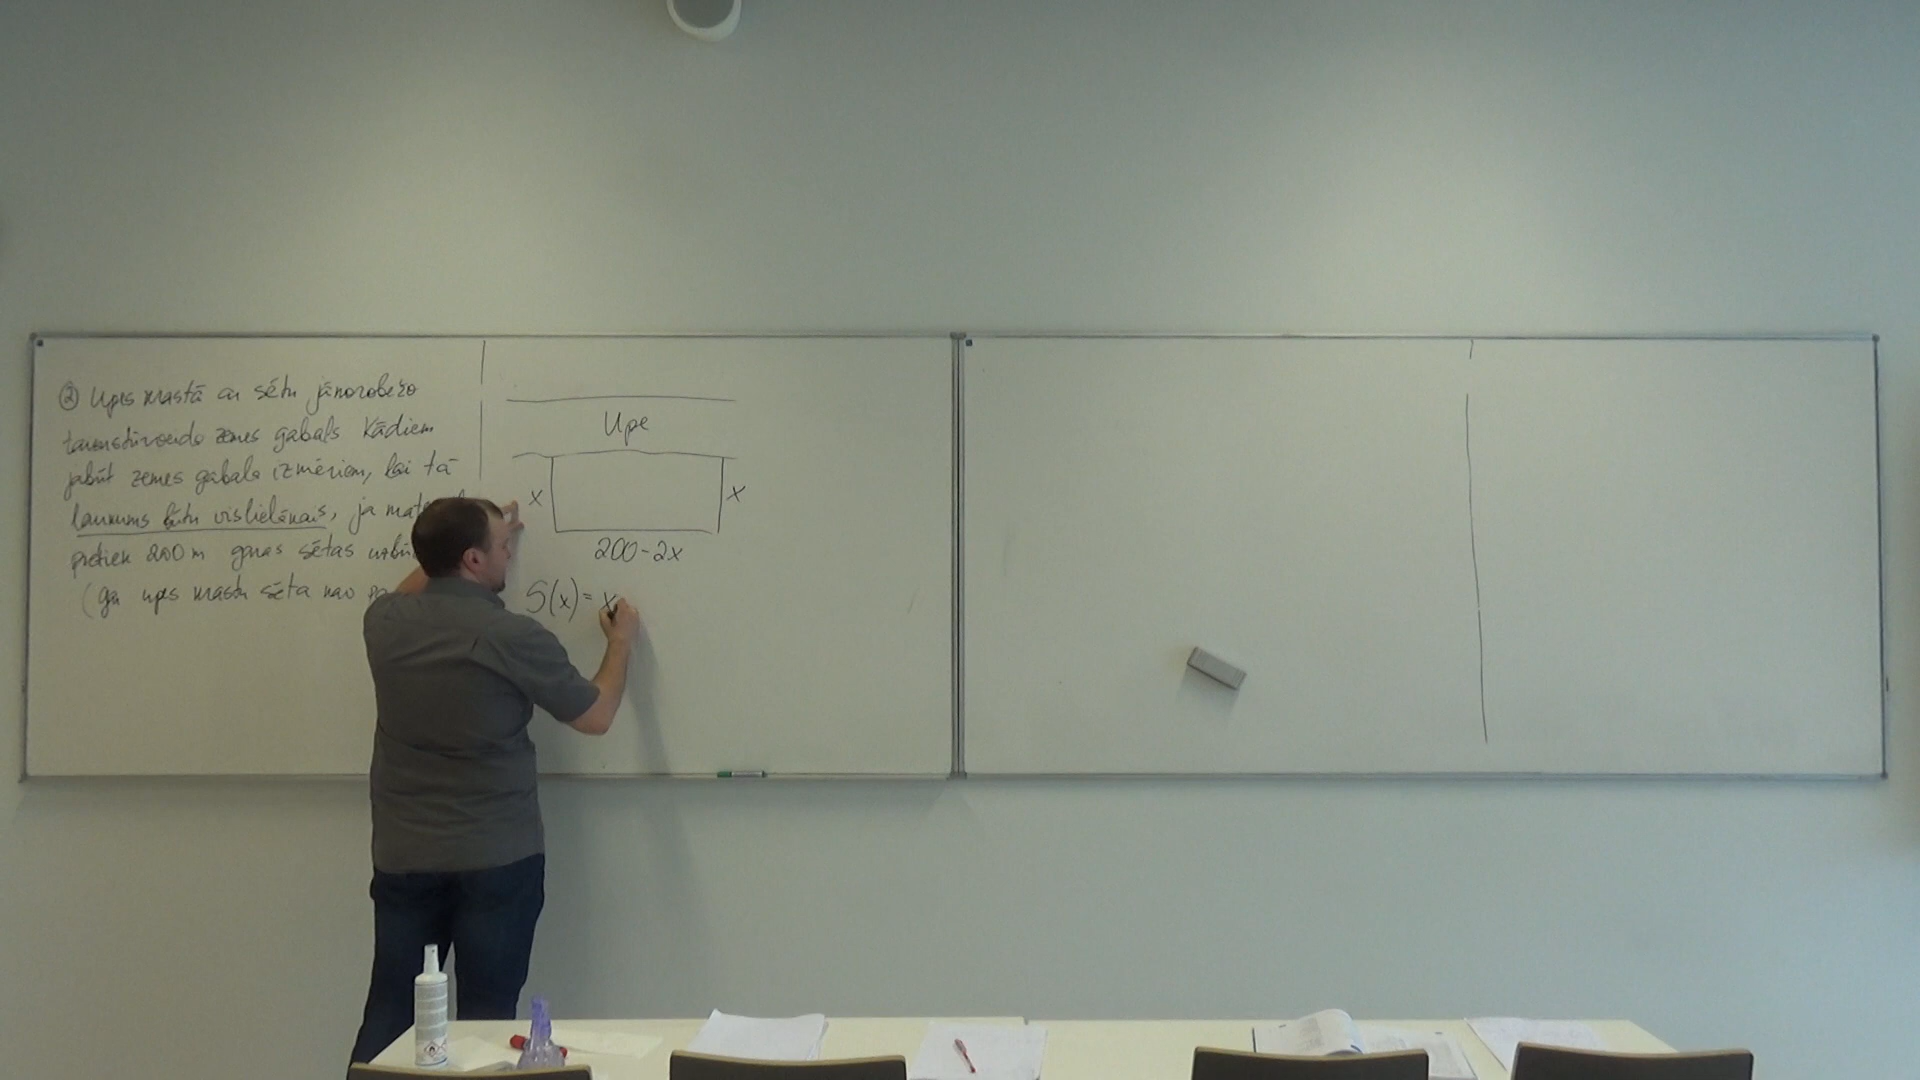 ② Upes krastā ar sētu jānorobežo
taisnstūrveida zemes gabals Kādiem
jābūt zemes gabala izmēriem, lai tā
laukums būtu vislielākais, ja
pietiek 200 m garas sētas
(gar upes krastu sēta nav
Upe
x
x
200-2x
S(x) = x